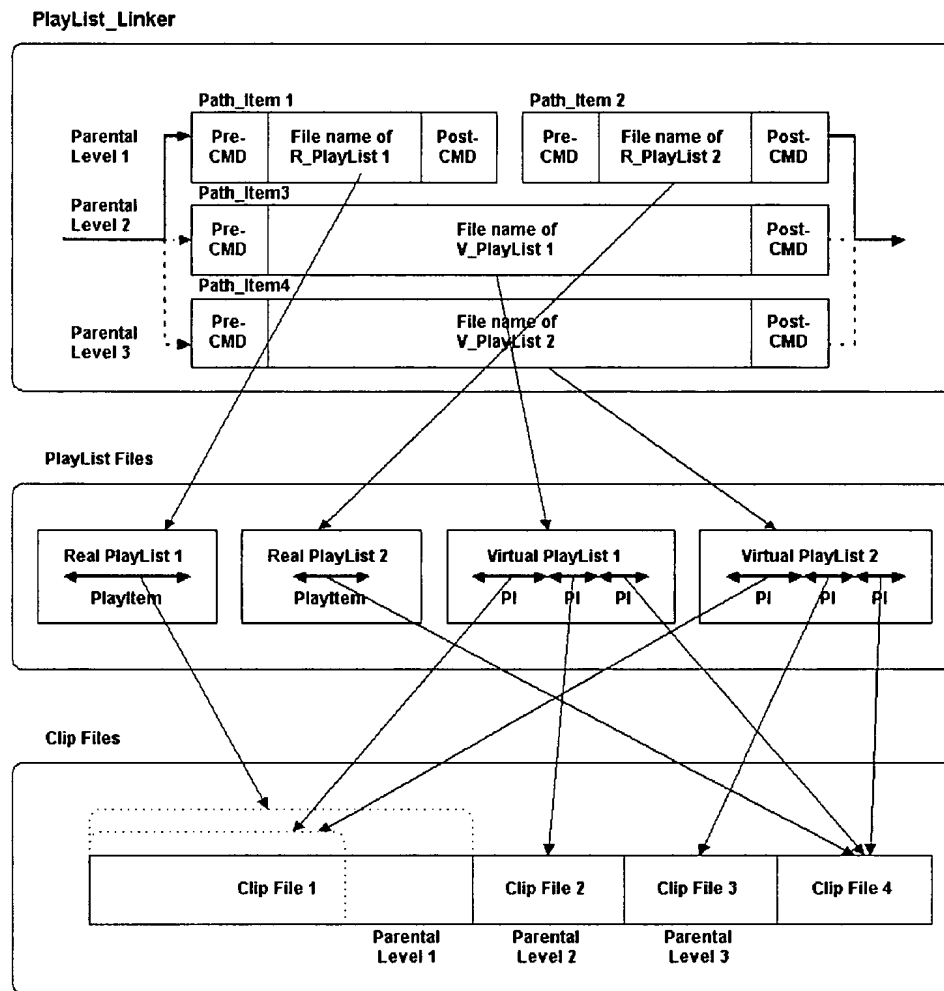 PlayList_Linker
Path_Item 1
Path_Item 2
Parental
Level 1
Pre-
CMD
File name of
R_PlayList 1
Post-
CMD
Pre-
CMD
File name of
R_PlayList 2
Post-
CMD
Path_Item3
Parental
Level 2
Pre-
CMD
File name of
V_PlayList 1
Post-
CMD
Path_Item4
Parental
Level 3
Pre-
CMD
File name of
V_PlayList 2
Post-
CMD
PlayList Files
Real PlayList 1
PlayItem
Real PlayList 2
PlayItem
Virtual PlayList 1
PI PI PI
Virtual PlayList 2
PI PI PI
Clip Files
Clip File 1
Clip File 2
Clip File 3
Clip File 4
Parental
Level 1
Parental
Level 2
Parental
Level 3